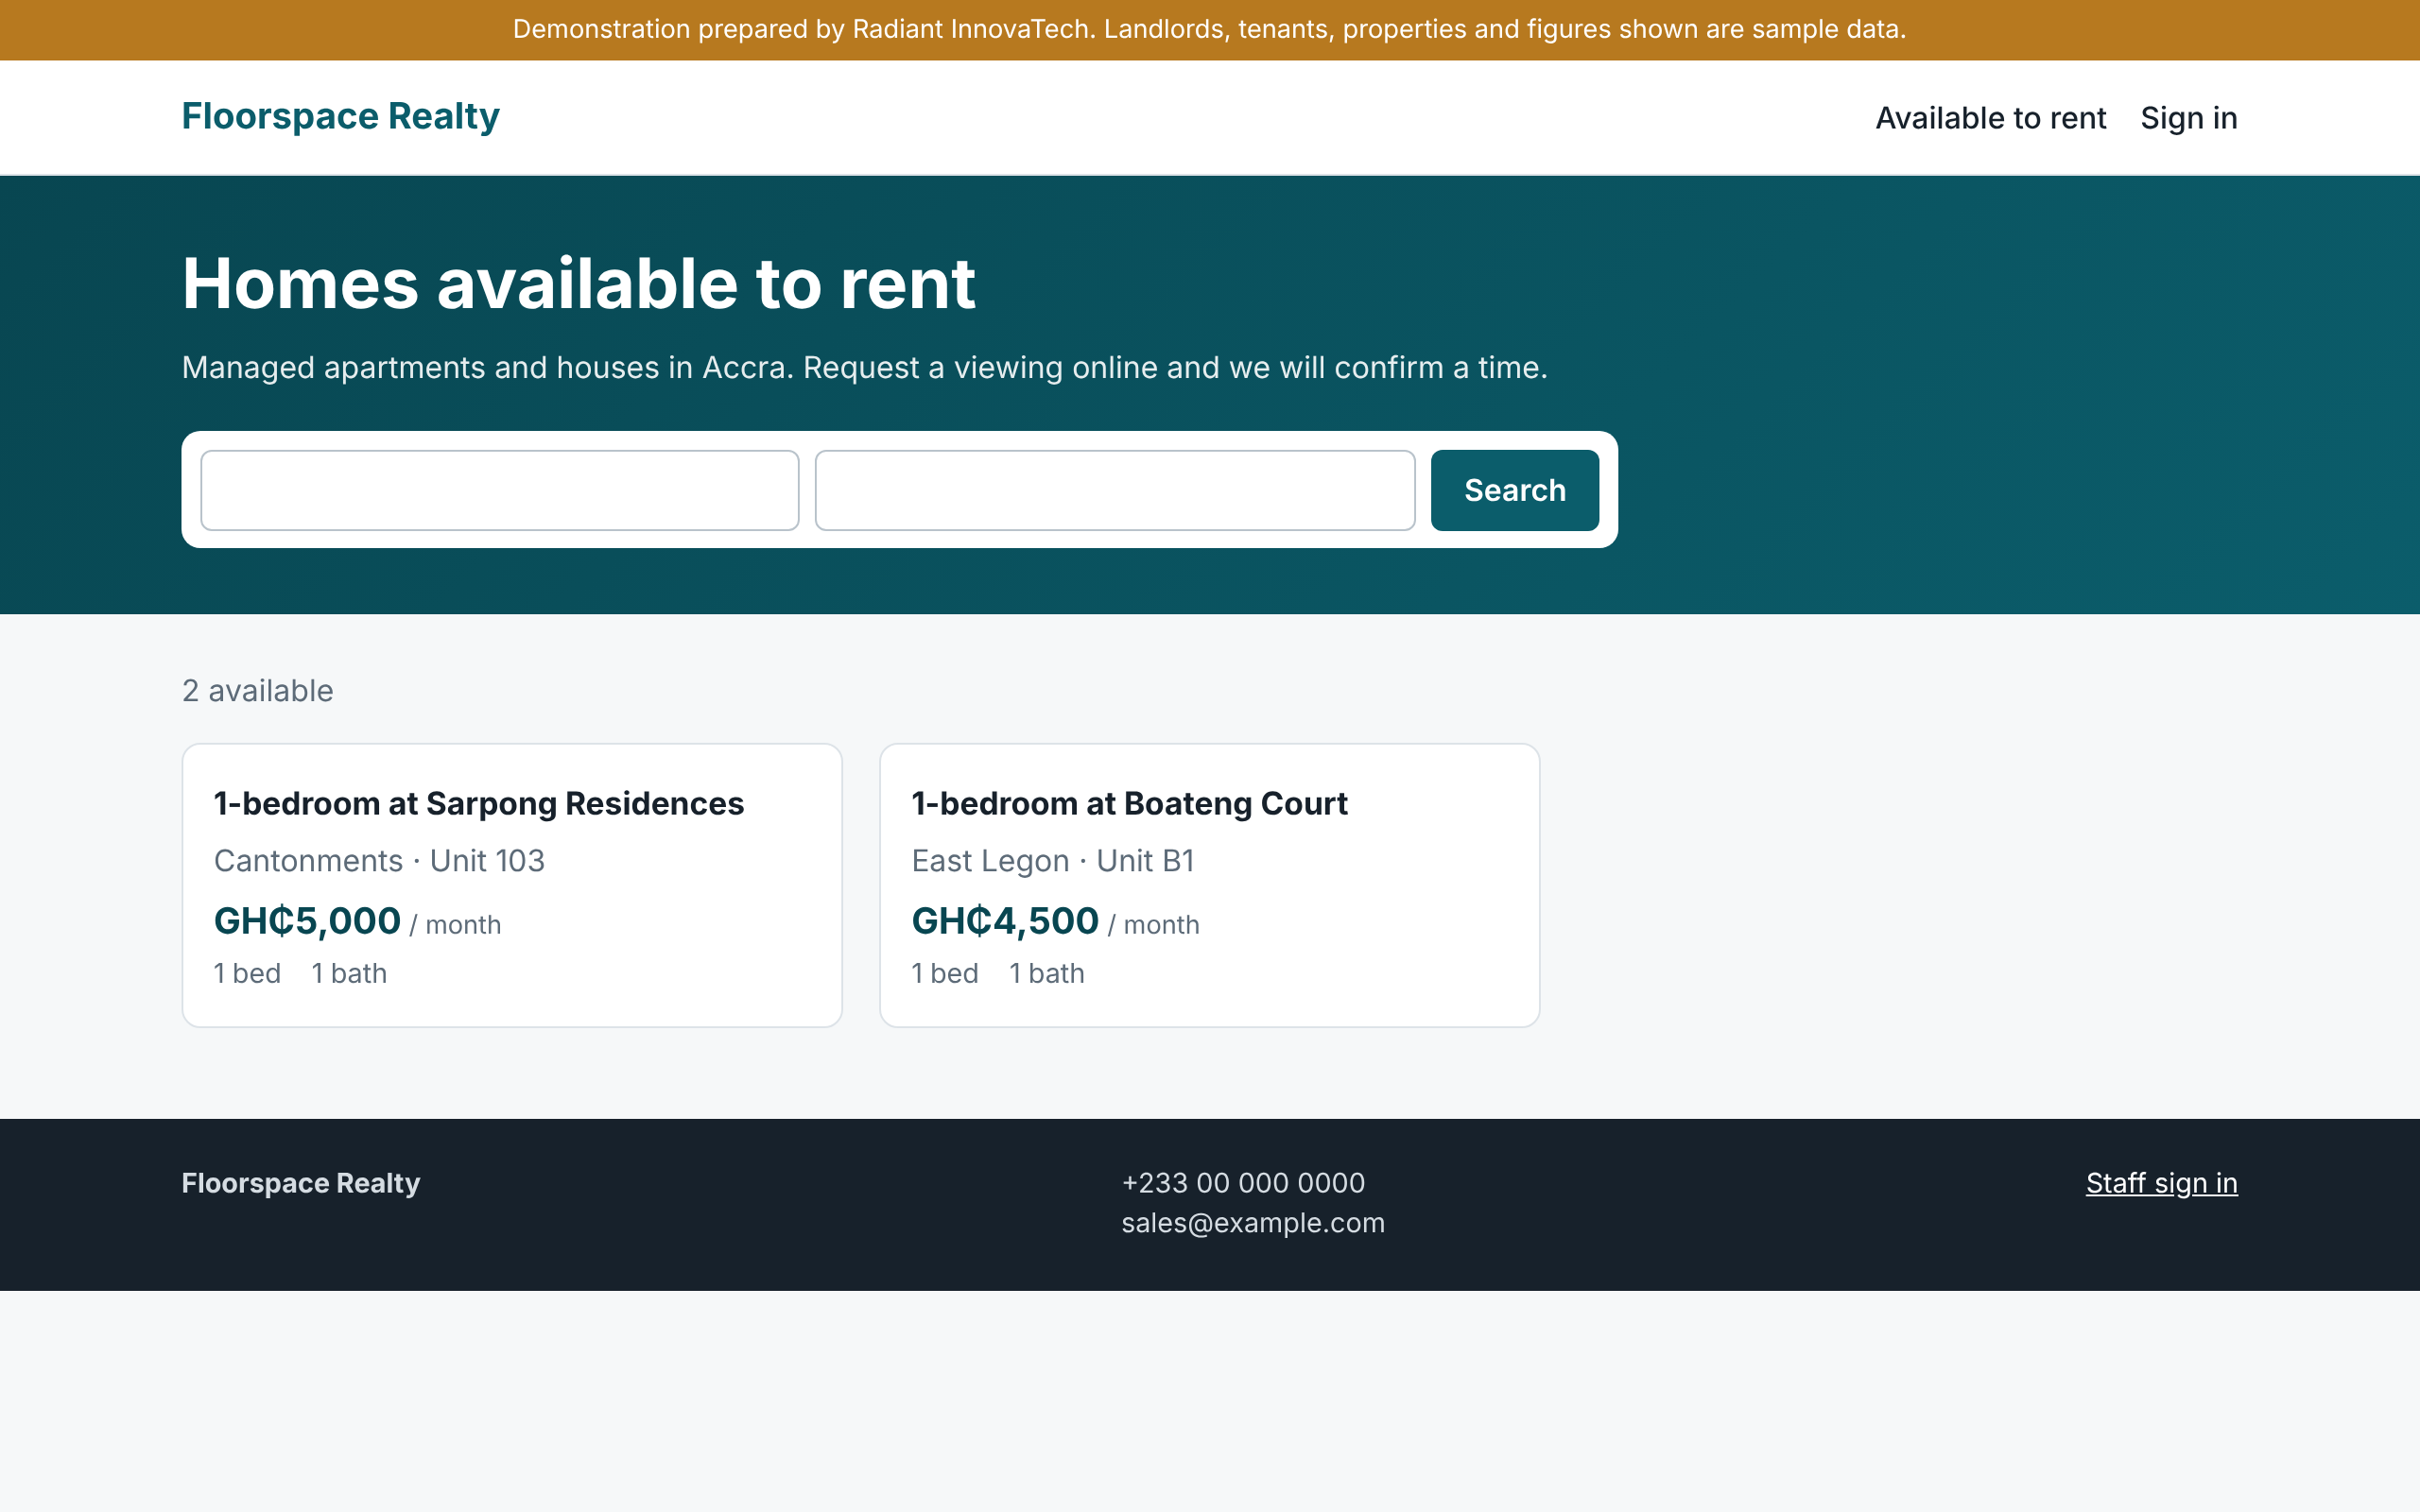 Demonstration prepared by Radiant InnovaTech. Landlords, tenants, properties and figures shown are sample data.
Floorspace Realty
Available to rent
Sign in
Homes available to rent
Managed apartments and houses in Accra. Request a viewing online and we will confirm a time.
Search
2 available
1-bedroom at Sarpong Residences
Cantonments · Unit 103
GH₵5,000 / month
1 bed 1 bath
1-bedroom at Boateng Court
East Legon · Unit B1
GH₵4,500 / month
1 bed 1 bath
Floorspace Realty
+233 00 000 0000
sales@example.com
Staff sign in